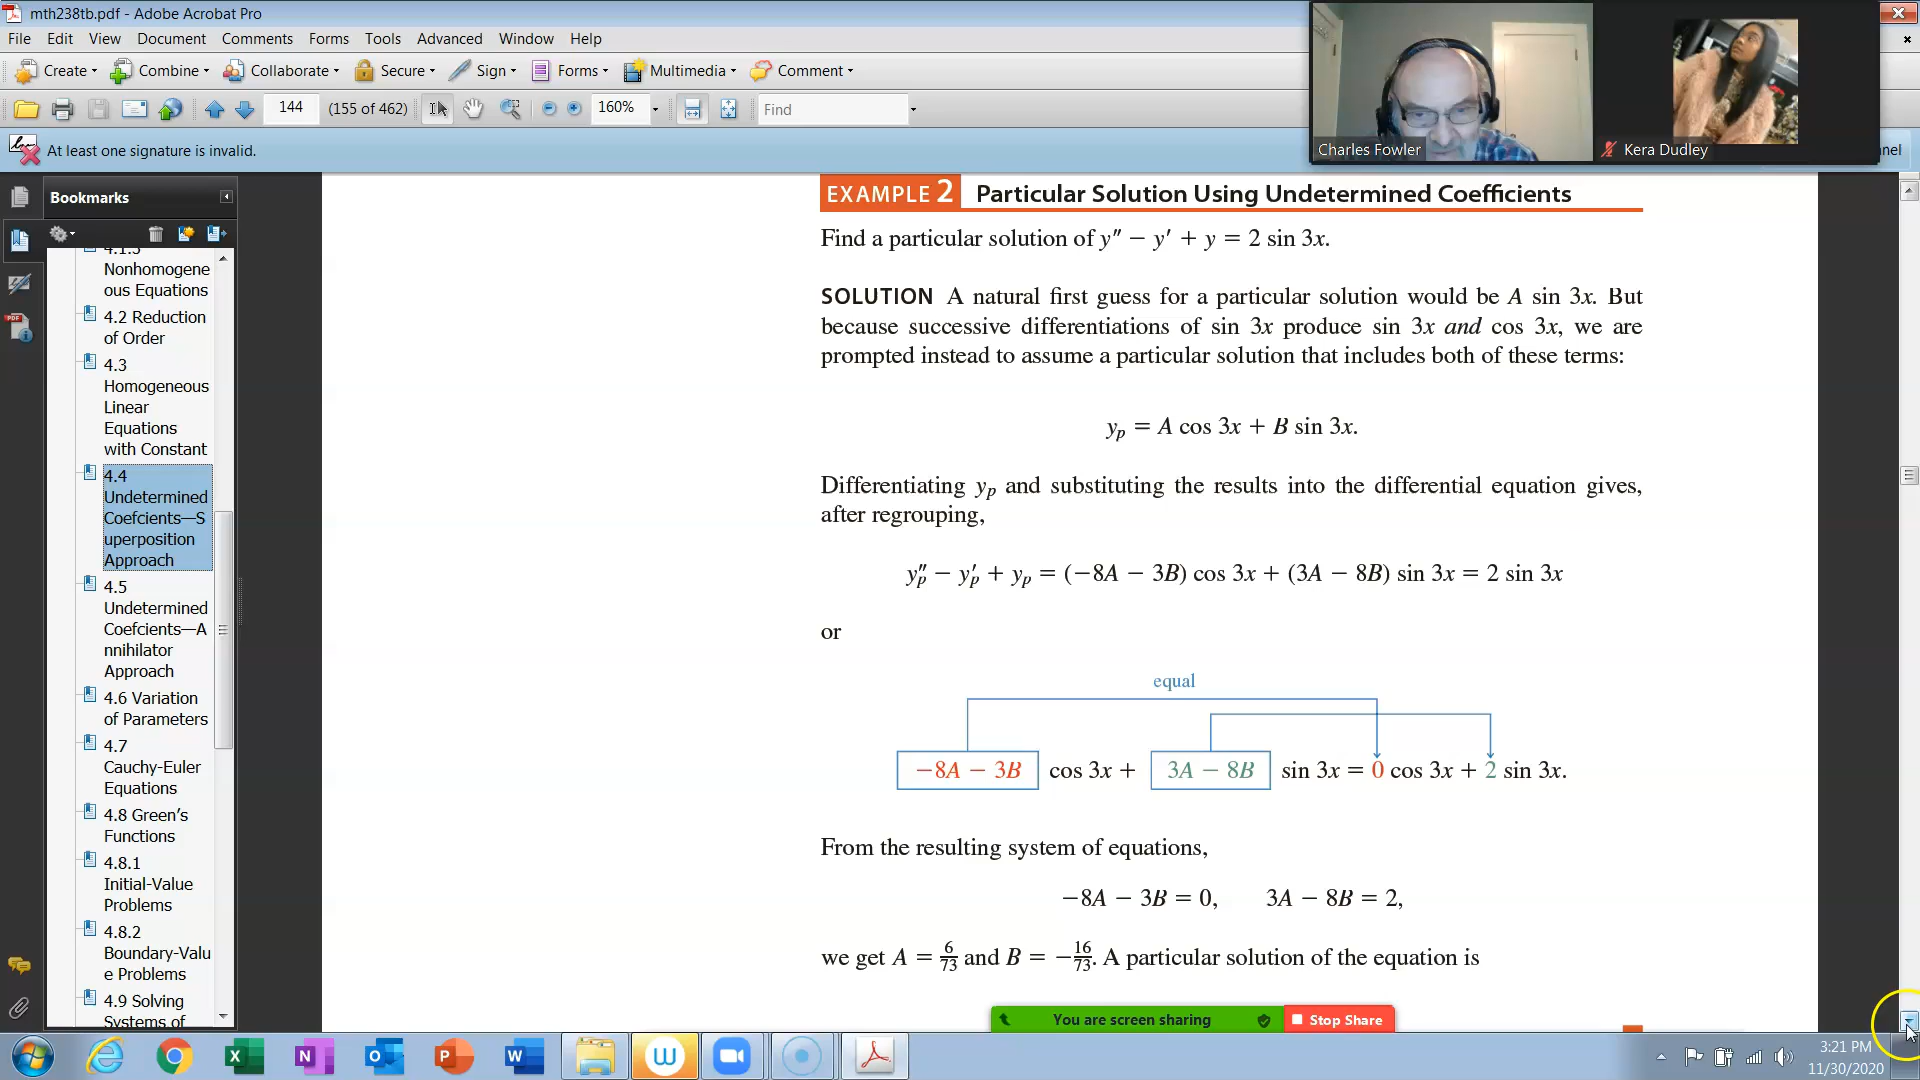 mth238tb.pdf - Adobe Acrobat Pro
File Edit View Document Comments Forms Tools Advanced Window Help
Create Combine Collaborate Secure Sign Forms Multimedia Comment
144 (155 of 462) 160% Find
At least one signature is invalid.
Charles Fowler
Kera Dudley
Bookmarks
Nonhomogene
ous Equations
4.2 Reduction
of Order
4.3
Homogeneous
Linear
Equations
with Constant
4.4
Undetermined
Coefcients—S
uperposition
Approach
4.5
Undetermined
Coefcients—A
nnihilator
Approach
4.6 Variation
of Parameters
4.7
Cauchy-Euler
Equations
4.8 Green's
Functions
4.8.1
Initial-Value
Problems
4.8.2
Boundary-Valu
e Problems
4.9 Solving
Systems of
EXAMPLE 2 Particular Solution Using Undetermined Coefficients
Find a particular solution of y″ − y′ + y = 2 sin 3x.
SOLUTION A natural first guess for a particular solution would be A sin 3x. But
because successive differentiations of sin 3x produce sin 3x and cos 3x, we are
prompted instead to assume a particular solution that includes both of these terms:
yp = A cos 3x + B sin 3x.
Differentiating yp and substituting the results into the differential equation gives,
after regrouping,
yp″ − yp′ + yp = (−8A − 3B) cos 3x + (3A − 8B) sin 3x = 2 sin 3x
or
equal
−8A − 3B cos 3x + 3A − 8B sin 3x = 0 cos 3x + 2 sin 3x.
From the resulting system of equations,
−8A − 3B = 0, 3A − 8B = 2,
we get A = 6/73 and B = −16/73. A particular solution of the equation is
You are screen sharing Stop Share
3:21 PM
11/30/2020